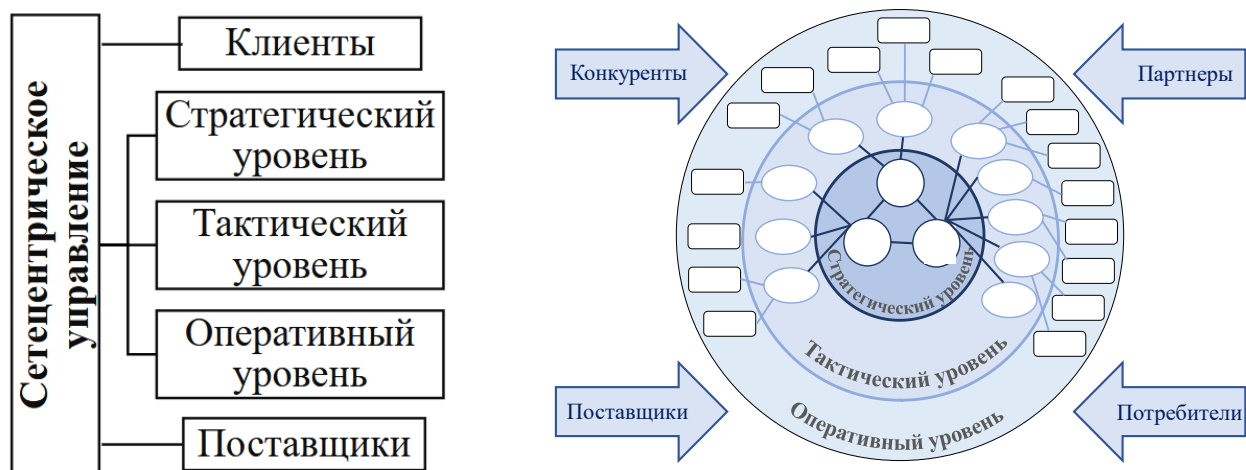 Сетецентрическое
управление
Клиенты
Стратегический
уровень
Тактический
уровень
Оперативный
уровень
Поставщики
Конкуренты
Партнеры
Стратегический уровень
Тактический уровень
Оперативный уровень
Поставщики
Потребители